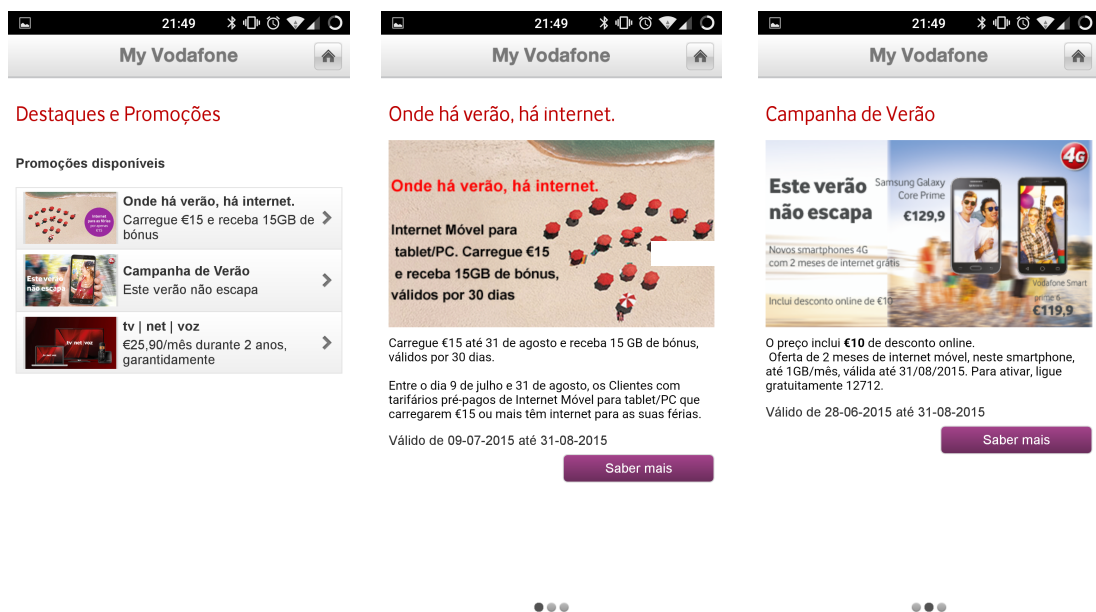 21:49
My Vodafone
Destaques e Promoções
Promoções disponíveis
Onde há verão, há internet.
Carregue €15 e receba 15GB de
bónus
Este verão
não escapa
Campanha de Verão
Este verão não escapa
tv | net | voz
tv | net | voz
€25,90/mês durante 2 anos,
garantidamente
21:49
My Vodafone
Onde há verão, há internet.
Onde há verão, há internet.
Internet Móvel para
tablet/PC. Carregue €15
e receba 15GB de bónus,
válidos por 30 dias
Carregue €15 até 31 de agosto e receba 15 GB de bónus,
válidos por 30 dias.
Entre o dia 9 de julho e 31 de agosto, os Clientes com
tarifários pré-pagos de Internet Móvel para tablet/PC que
carregarem €15 ou mais têm internet para as suas férias.
Válido de 09-07-2015 até 31-08-2015
Saber mais
21:49
My Vodafone
Campanha de Verão
4G
Este verão
não escapa
Samsung Galaxy
Core Prime
€129,9
Novos smartphones 4G
com 2 meses de internet grátis
Inclui desconto online de €10
Vodafone Smart
prime 6
€119,9
O preço inclui €10 de desconto online.
Oferta de 2 meses de internet móvel, neste smartphone,
até 1GB/mês, válida até 31/08/2015. Para ativar, ligue
gratuitamente 12712.
Válido de 28-06-2015 até 31-08-2015
Saber mais